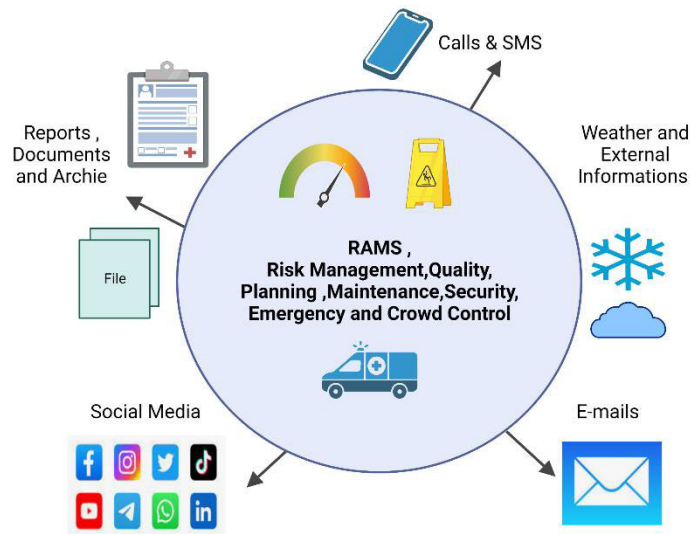 Calls & SMS
Reports ,
Documents
and Archie
Weather and
External
Informations
File
RAMS ,
Risk Management,Quality,
Planning ,Maintenance,Security,
Emergency and Crowd Control
Social Media
E-mails